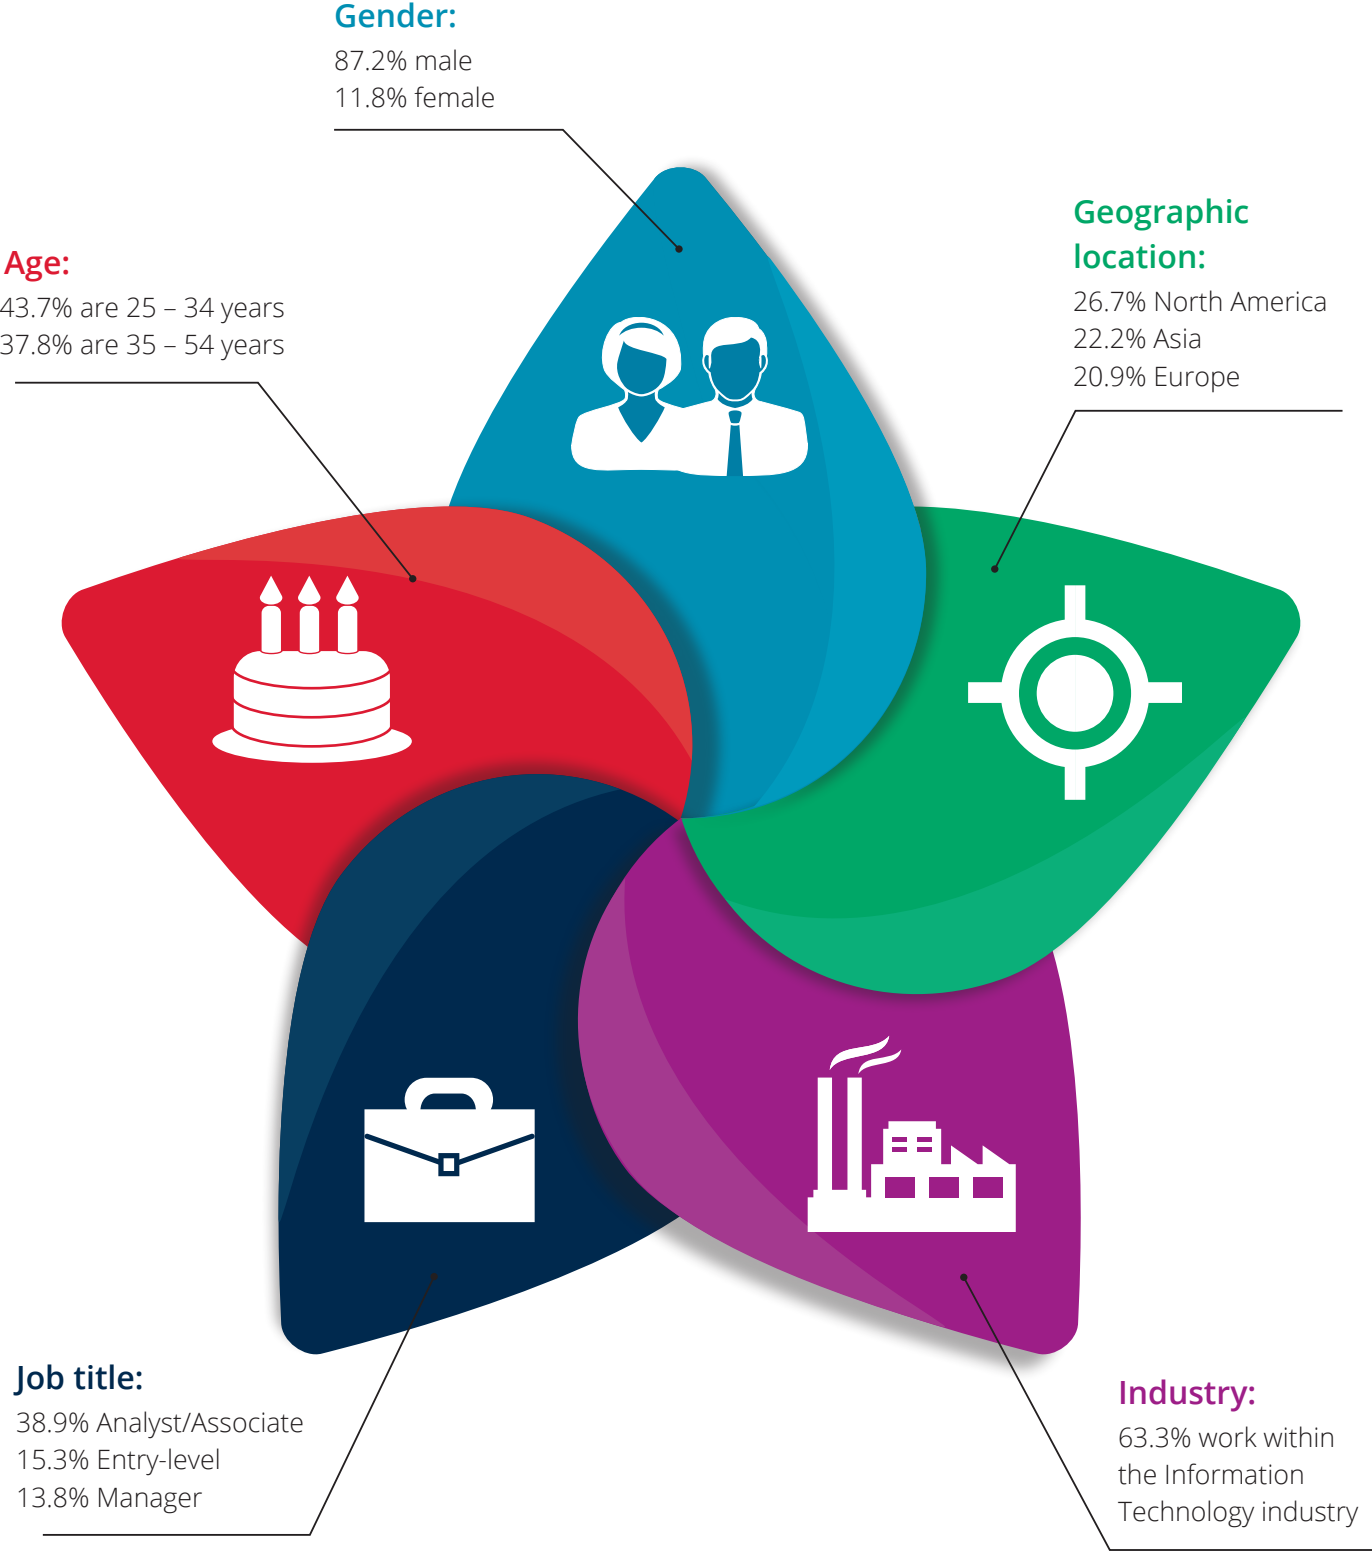 Gender:
87.2% male
11.8% female
Age:
43.7% are 25 – 34 years
37.8% are 35 – 54 years
Geographic
location:
26.7% North America
22.2% Asia
20.9% Europe
Job title:
38.9% Analyst/Associate
15.3% Entry-level
13.8% Manager
Industry:
63.3% work within
the Information
Technology industry